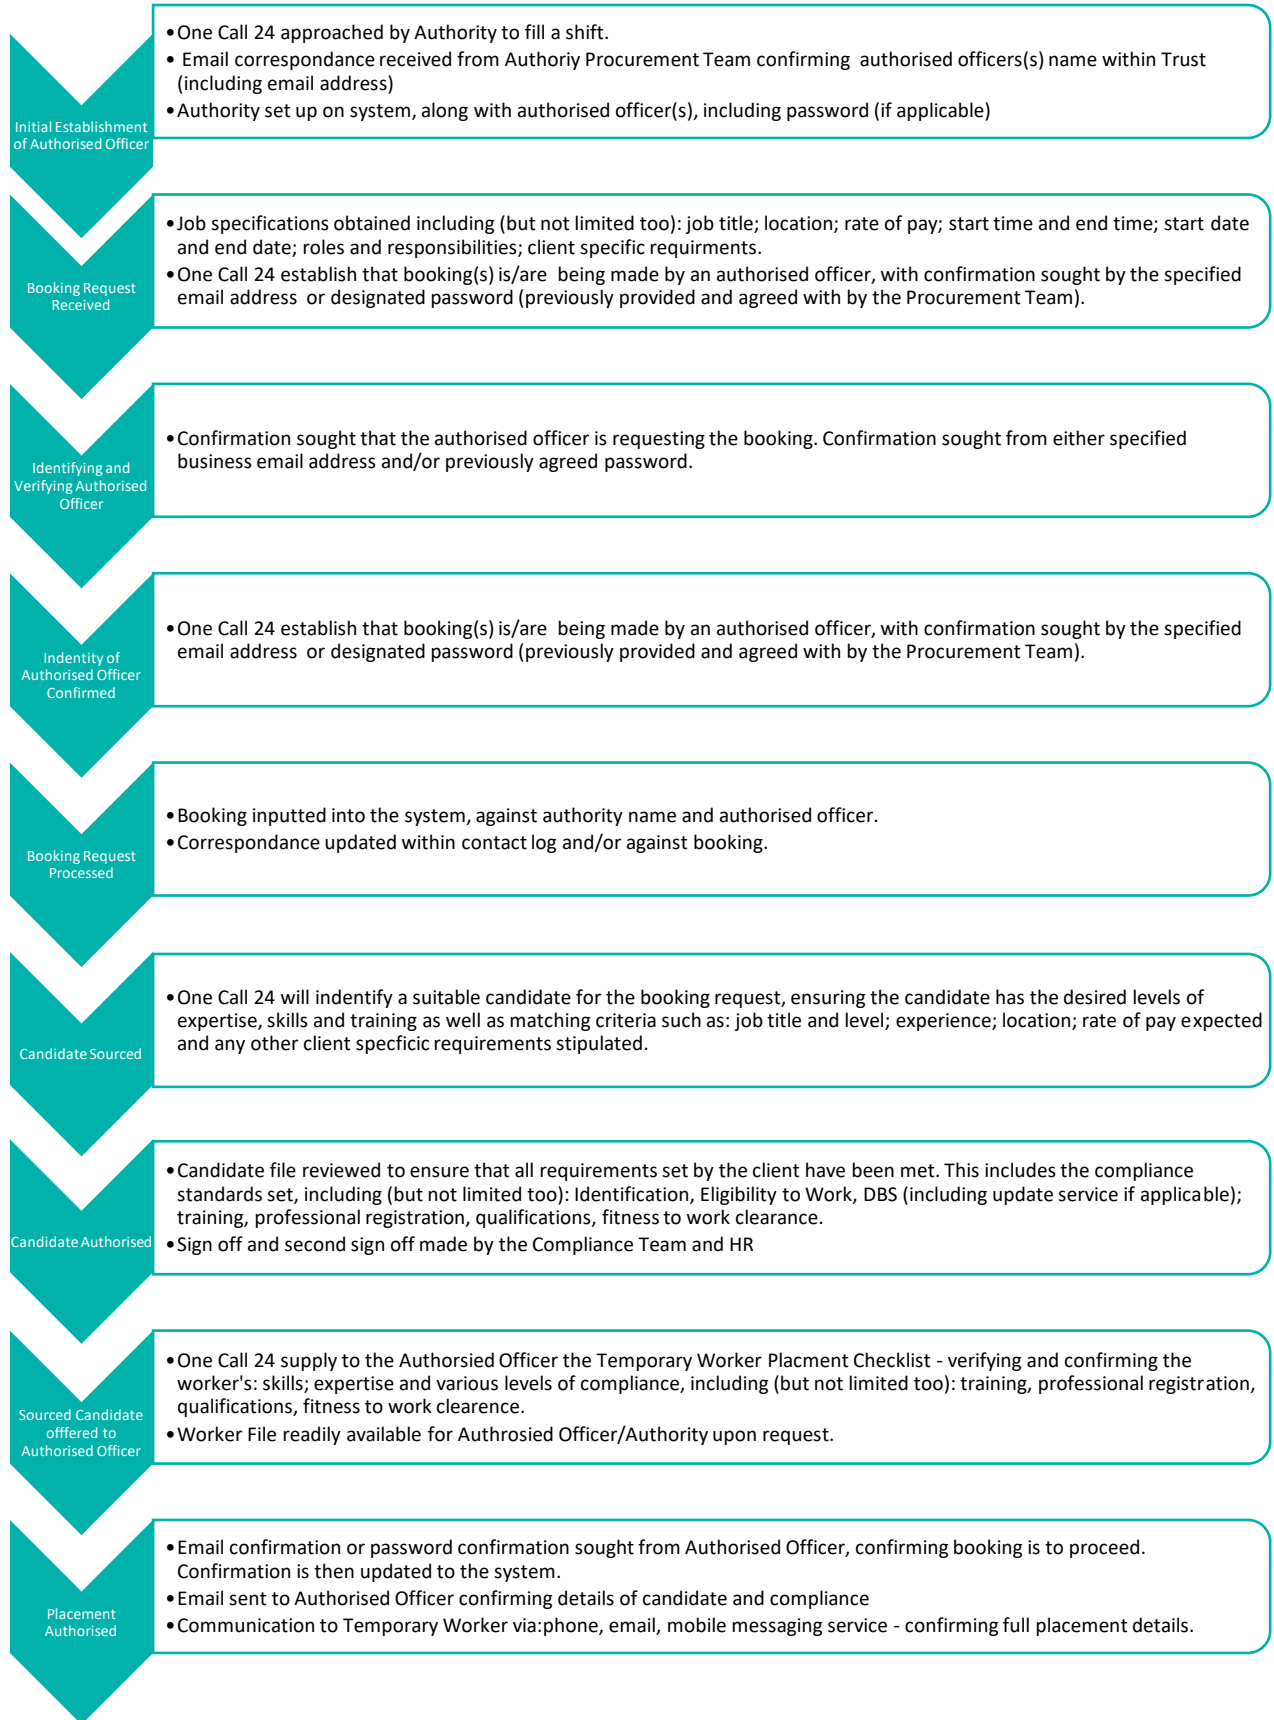 Initial Establishment
of Authorised Officer
•One Call 24 approached by Authority to fill a shift.
• Email correspondance received from Authoriy Procurement Team confirming authorised officers(s) name within Trust
(including email address)
•Authority set up on system, along with authorised officer(s), including password (if applicable)
Booking Request
Received
•Job specifications obtained including (but not limited too): job title; location; rate of pay; start time and end time; start date
and end date; roles and responsibilities; client specific requirments.
•One Call 24 establish that booking(s) is/are being made by an authorised officer, with confirmation sought by the specified
email address or designated password (previously provided and agreed with by the Procurement Team).
Identifying and
Verifying Authorised
Officer
•Confirmation sought that the authorised officer is requesting the booking. Confirmation sought from either specified
business email address and/or previously agreed password.
Indentity of
Authorised Officer
Confirmed
•One Call 24 establish that booking(s) is/are being made by an authorised officer, with confirmation sought by the specified
email address or designated password (previously provided and agreed with by the Procurement Team).
Booking Request
Processed
•Booking inputted into the system, against authority name and authorised officer.
•Correspondance updated within contact log and/or against booking.
Candidate Sourced
•One Call 24 will indentify a suitable candidate for the booking request, ensuring the candidate has the desired levels of
expertise, skills and training as well as matching criteria such as: job title and level; experience; location; rate of pay expected
and any other client specficic requirements stipulated.
Candidate Authorised
•Candidate file reviewed to ensure that all requirements set by the client have been met. This includes the compliance
standards set, including (but not limited too): Identification, Eligibility to Work, DBS (including update service if applicable);
training, professional registration, qualifications, fitness to work clearance.
•Sign off and second sign off made by the Compliance Team and HR
Sourced Candidate
offfered to
Authorised Officer
•One Call 24 supply to the Authorsied Officer the Temporary Worker Placment Checklist - verifying and confirming the
worker's: skills; expertise and various levels of compliance, including (but not limited too): training, professional registration,
qualifications, fitness to work clearence.
•Worker File readily available for Authrosied Officer/Authority upon request.
Placement
Authorised
•Email confirmation or password confirmation sought from Authorised Officer, confirming booking is to proceed.
Confirmation is then updated to the system.
•Email sent to Authorised Officer confirming details of candidate and compliance
•Communication to Temporary Worker via:phone, email, mobile messaging service - confirming full placement details.